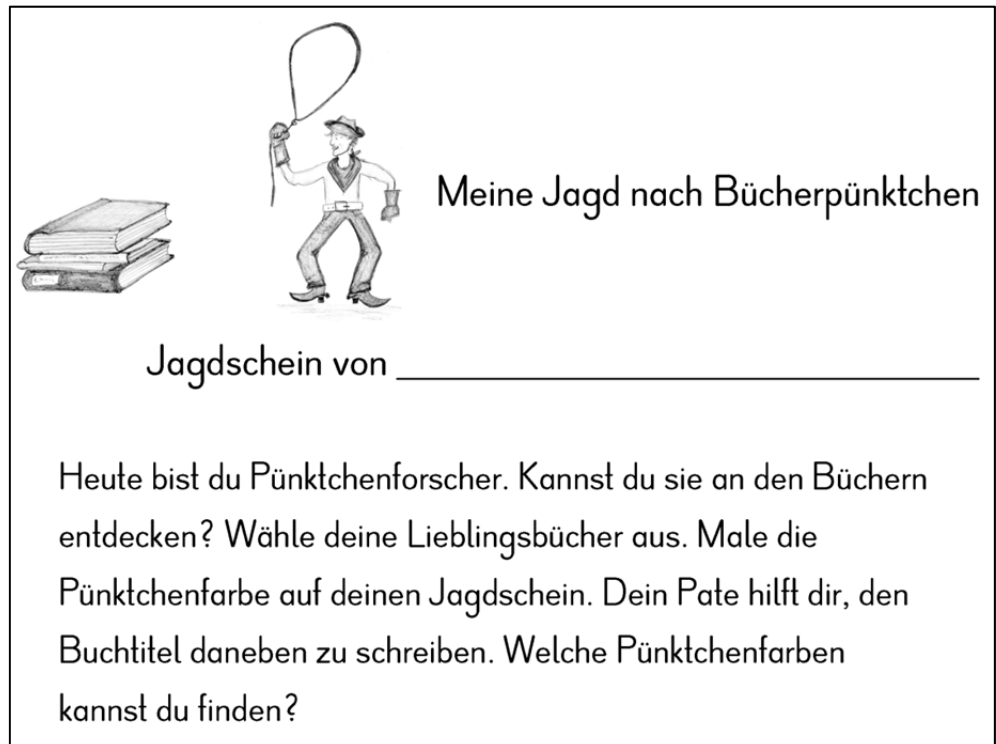 Meine Jagd nach Bücherpünktchen
Jagdschein von
Heute bist du Pünktchenforscher. Kannst du sie an den Büchern
entdecken? Wähle deine Lieblingsbücher aus. Male die
Pünktchenfarbe auf deinen Jagdschein. Dein Pate hilft dir, den
Buchtitel daneben zu schreiben. Welche Pünktchenfarben
kannst du finden?